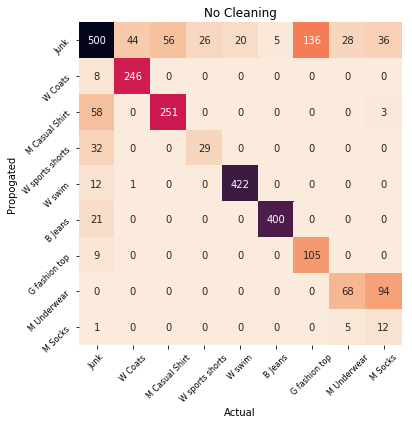 No Cleaning
Propogated
Junk 500 44 56 26 20 5 136 28 36
W Coats 8 246 0 0 0 0 0 0 0
M Casual Shirt 58 0 251 0 0 0 0 0 3
W sports shorts 32 0 0 29 0 0 0 0 0
W swim 12 1 0 0 422 0 0 0 0
B Jeans 21 0 0 0 0 400 0 0 0
G fashion top 9 0 0 0 0 0 105 0 0
M Underwear 0 0 0 0 0 0 0 68 94
M Socks 1 0 0 0 0 0 0 5 12
Junk W Coats M Casual Shirt W sports shorts W swim B Jeans G fashion top M Underwear M Socks
Actual